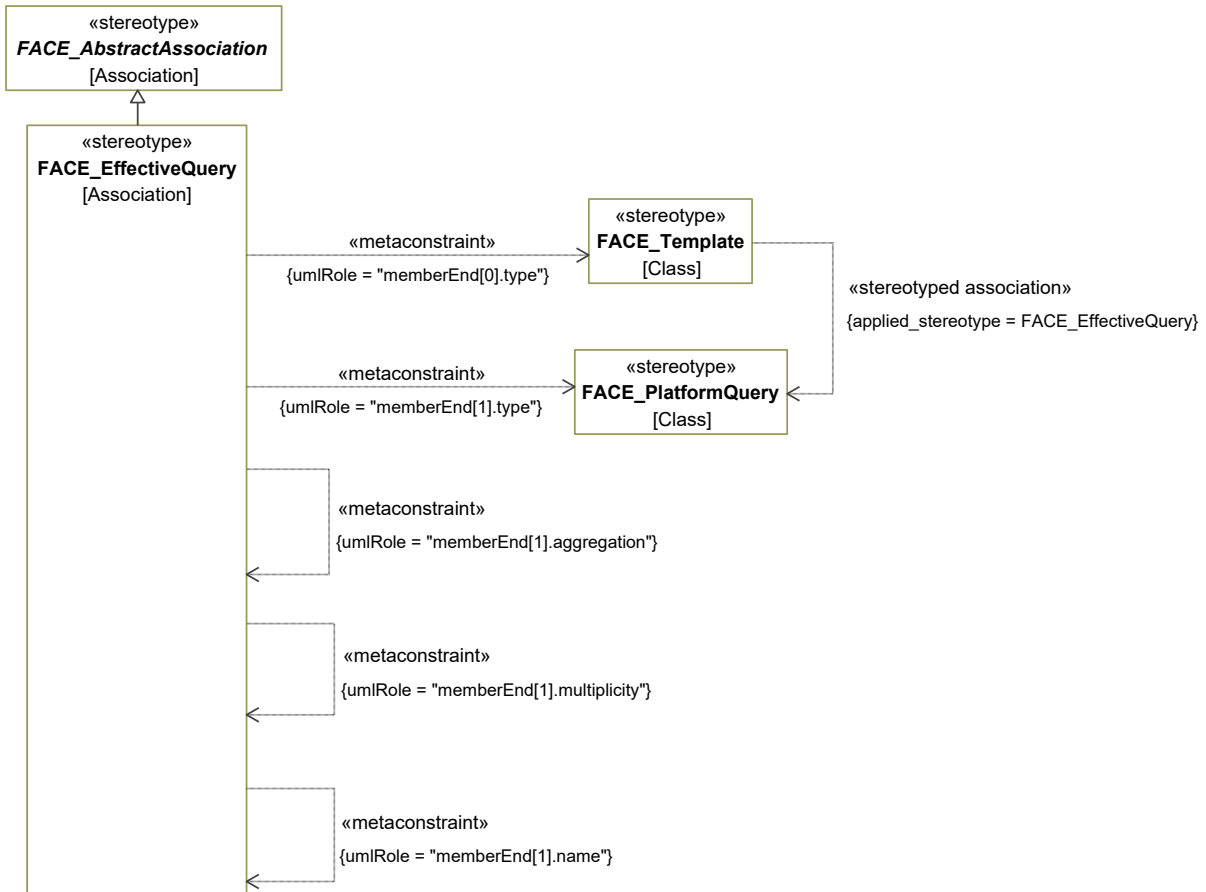 «stereotype»
FACE_AbstractAssociation
[Association]
«stereotype»
FACE_EffectiveQuery
[Association]
«metaconstraint»
{umlRole = "memberEnd[0].type"}
«stereotype»
FACE_Template
[Class]
«stereotyped association»
{applied_stereotype = FACE_EffectiveQuery}
«metaconstraint»
{umlRole = "memberEnd[1].type"}
«stereotype»
FACE_PlatformQuery
[Class]
«metaconstraint»
{umlRole = "memberEnd[1].aggregation"}
«metaconstraint»
{umlRole = "memberEnd[1].multiplicity"}
«metaconstraint»
{umlRole = "memberEnd[1].name"}